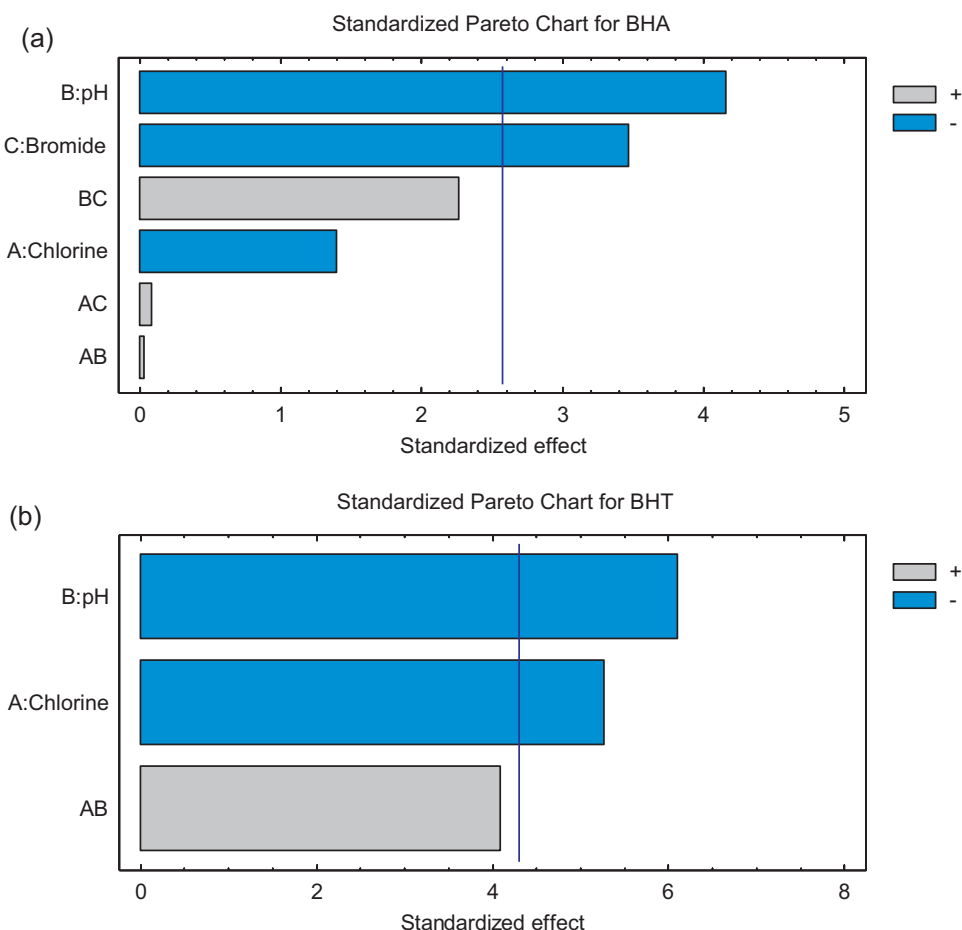 (a)
Standardized Pareto Chart for BHA
B:pH
C:Bromide
BC
A:Chlorine
AC
AB
+
-
0 1 2 3 4 5
Standardized effect
(b)
Standardized Pareto Chart for BHT
B:pH
A:Chlorine
AB
+
-
0 2 4 6 8
Standardized effect